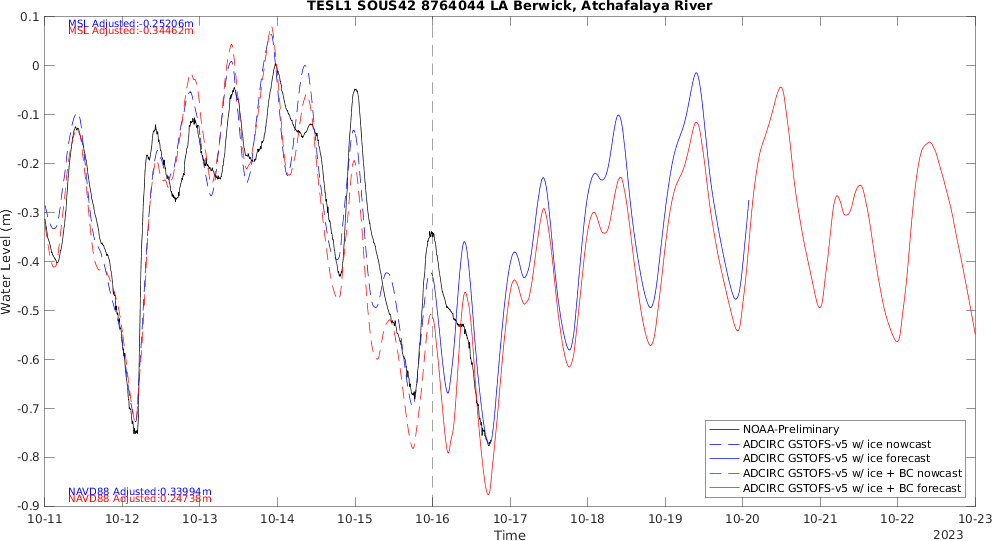 TESL1 SOUS42 8764044 LA Berwick, Atchafalaya River
MSL Adjusted:-0.25206m
MSL Adjusted:-0.34462m
0.1
0
-0.1
-0.2
-0.3
-0.4
-0.5
-0.6
-0.7
-0.8
-0.9
Water Level (m)
NAVD88 Adjusted:0.33994m
NAVD88 Adjusted:0.24738m
NOAA-Preliminary
ADCIRC GSTOFS-v5 w/ ice nowcast
ADCIRC GSTOFS-v5 w/ ice forecast
ADCIRC GSTOFS-v5 w/ ice + BC nowcast
ADCIRC GSTOFS-v5 w/ ice + BC forecast
10-11 10-12 10-13 10-14 10-15 10-16 10-17 10-18 10-19 10-20 10-21 10-22 10-23
Time
2023